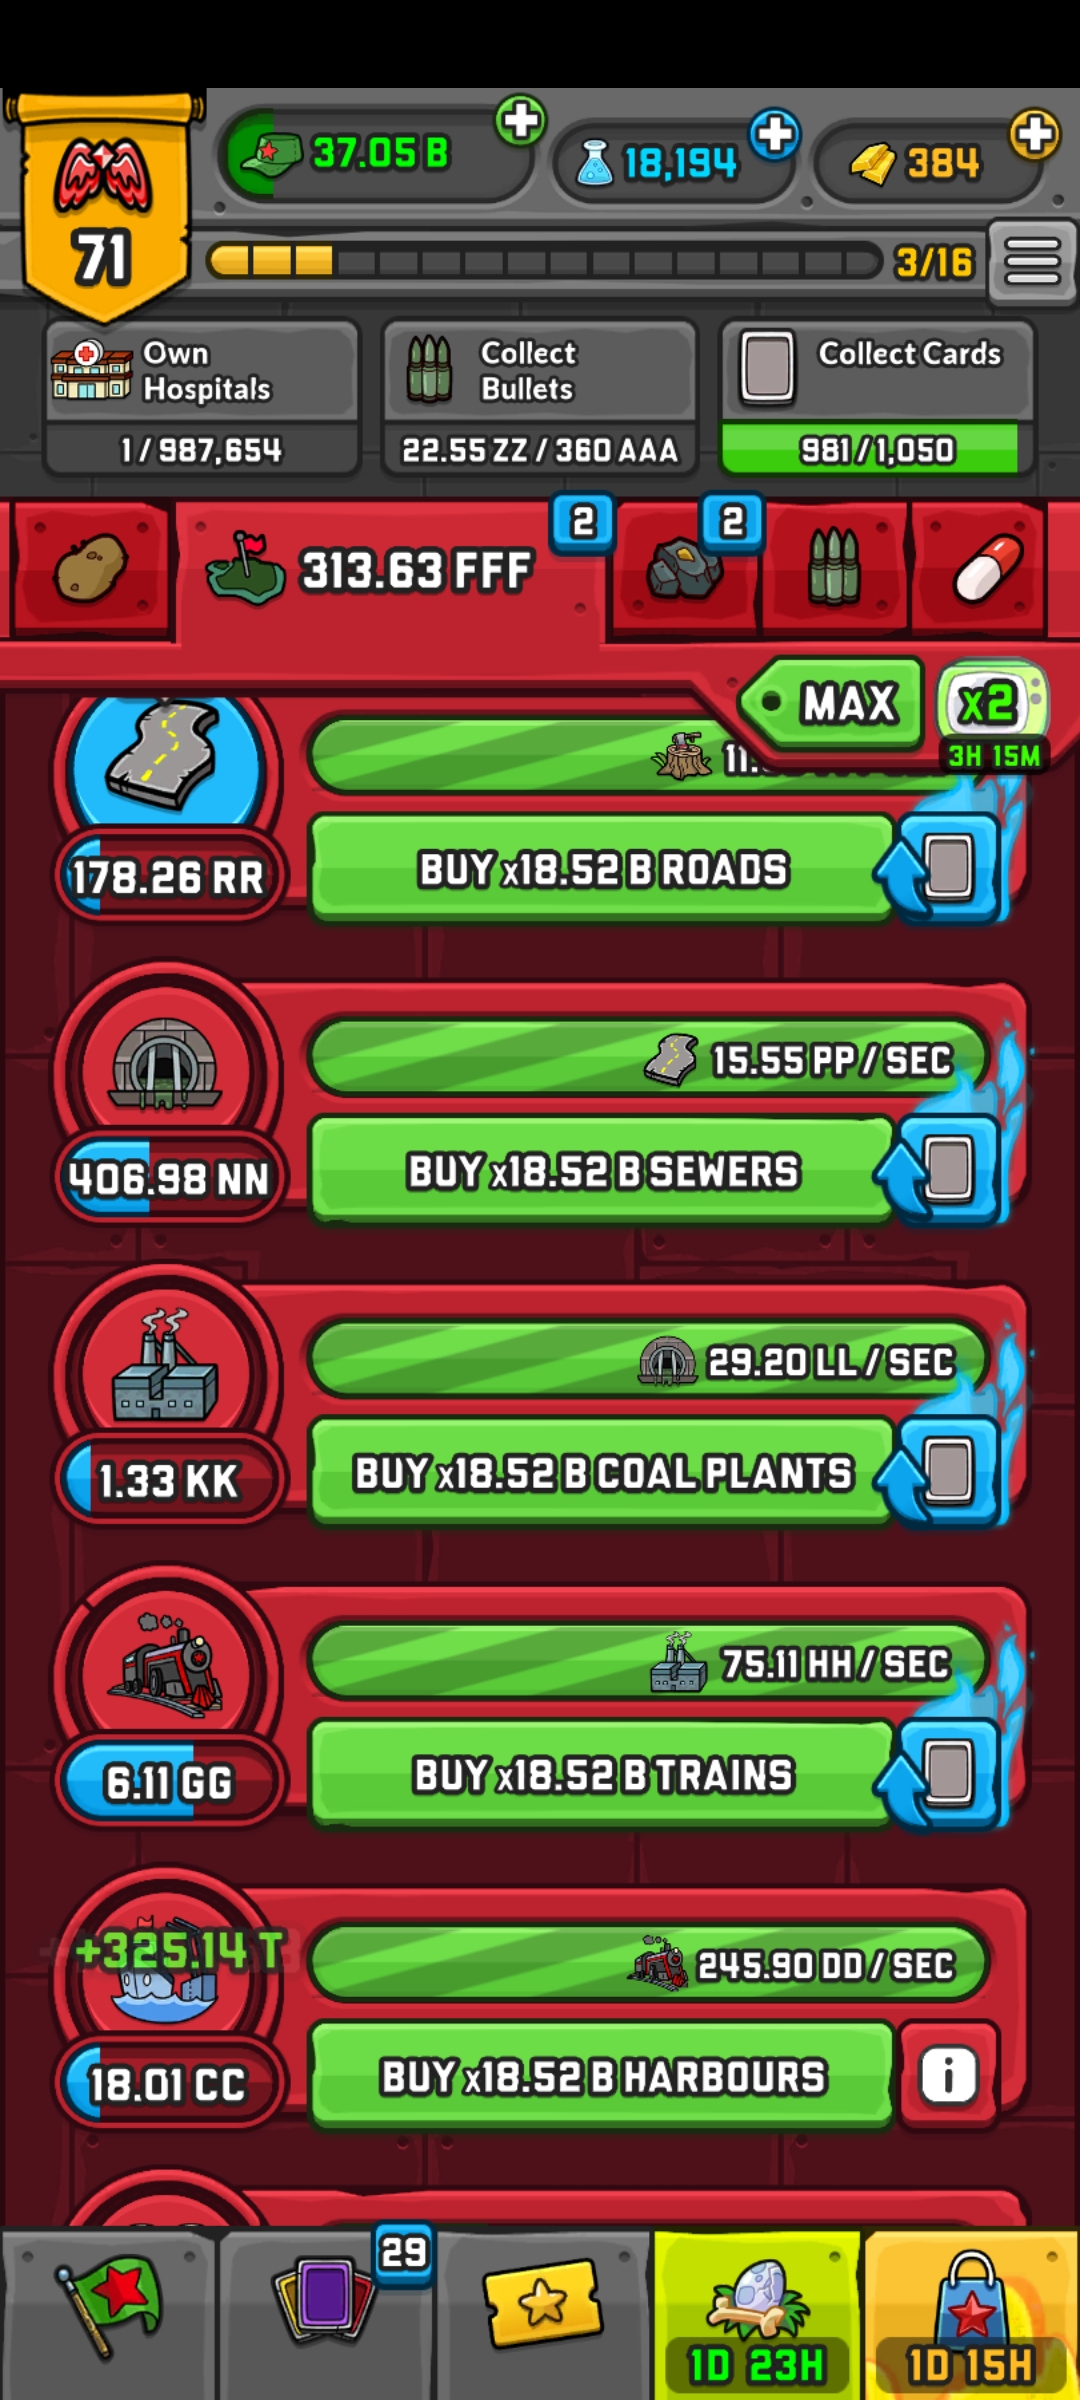 37.05 B
18,194
384
71
3/16
Own
Hospitals
1 / 987,654
Collect
Bullets
22.55 ZZ / 360 AAA
Collect Cards
981 / 1,050
313.63 FFF
2
2
MAX
x2
3H 15M
178.26 RR
BUY x18.52 B ROADS
15.55 PP / SEC
406.98 NN
BUY x18.52 B SEWERS
29.20 LL / SEC
1.33 KK
BUY x18.52 B COAL PLANTS
75.11 HH / SEC
6.11 GG
BUY x18.52 B TRAINS
+325.14 T
245.90 DD / SEC
18.01 CC
BUY x18.52 B HARBOURS
i
29
1D 23H
1D 15H